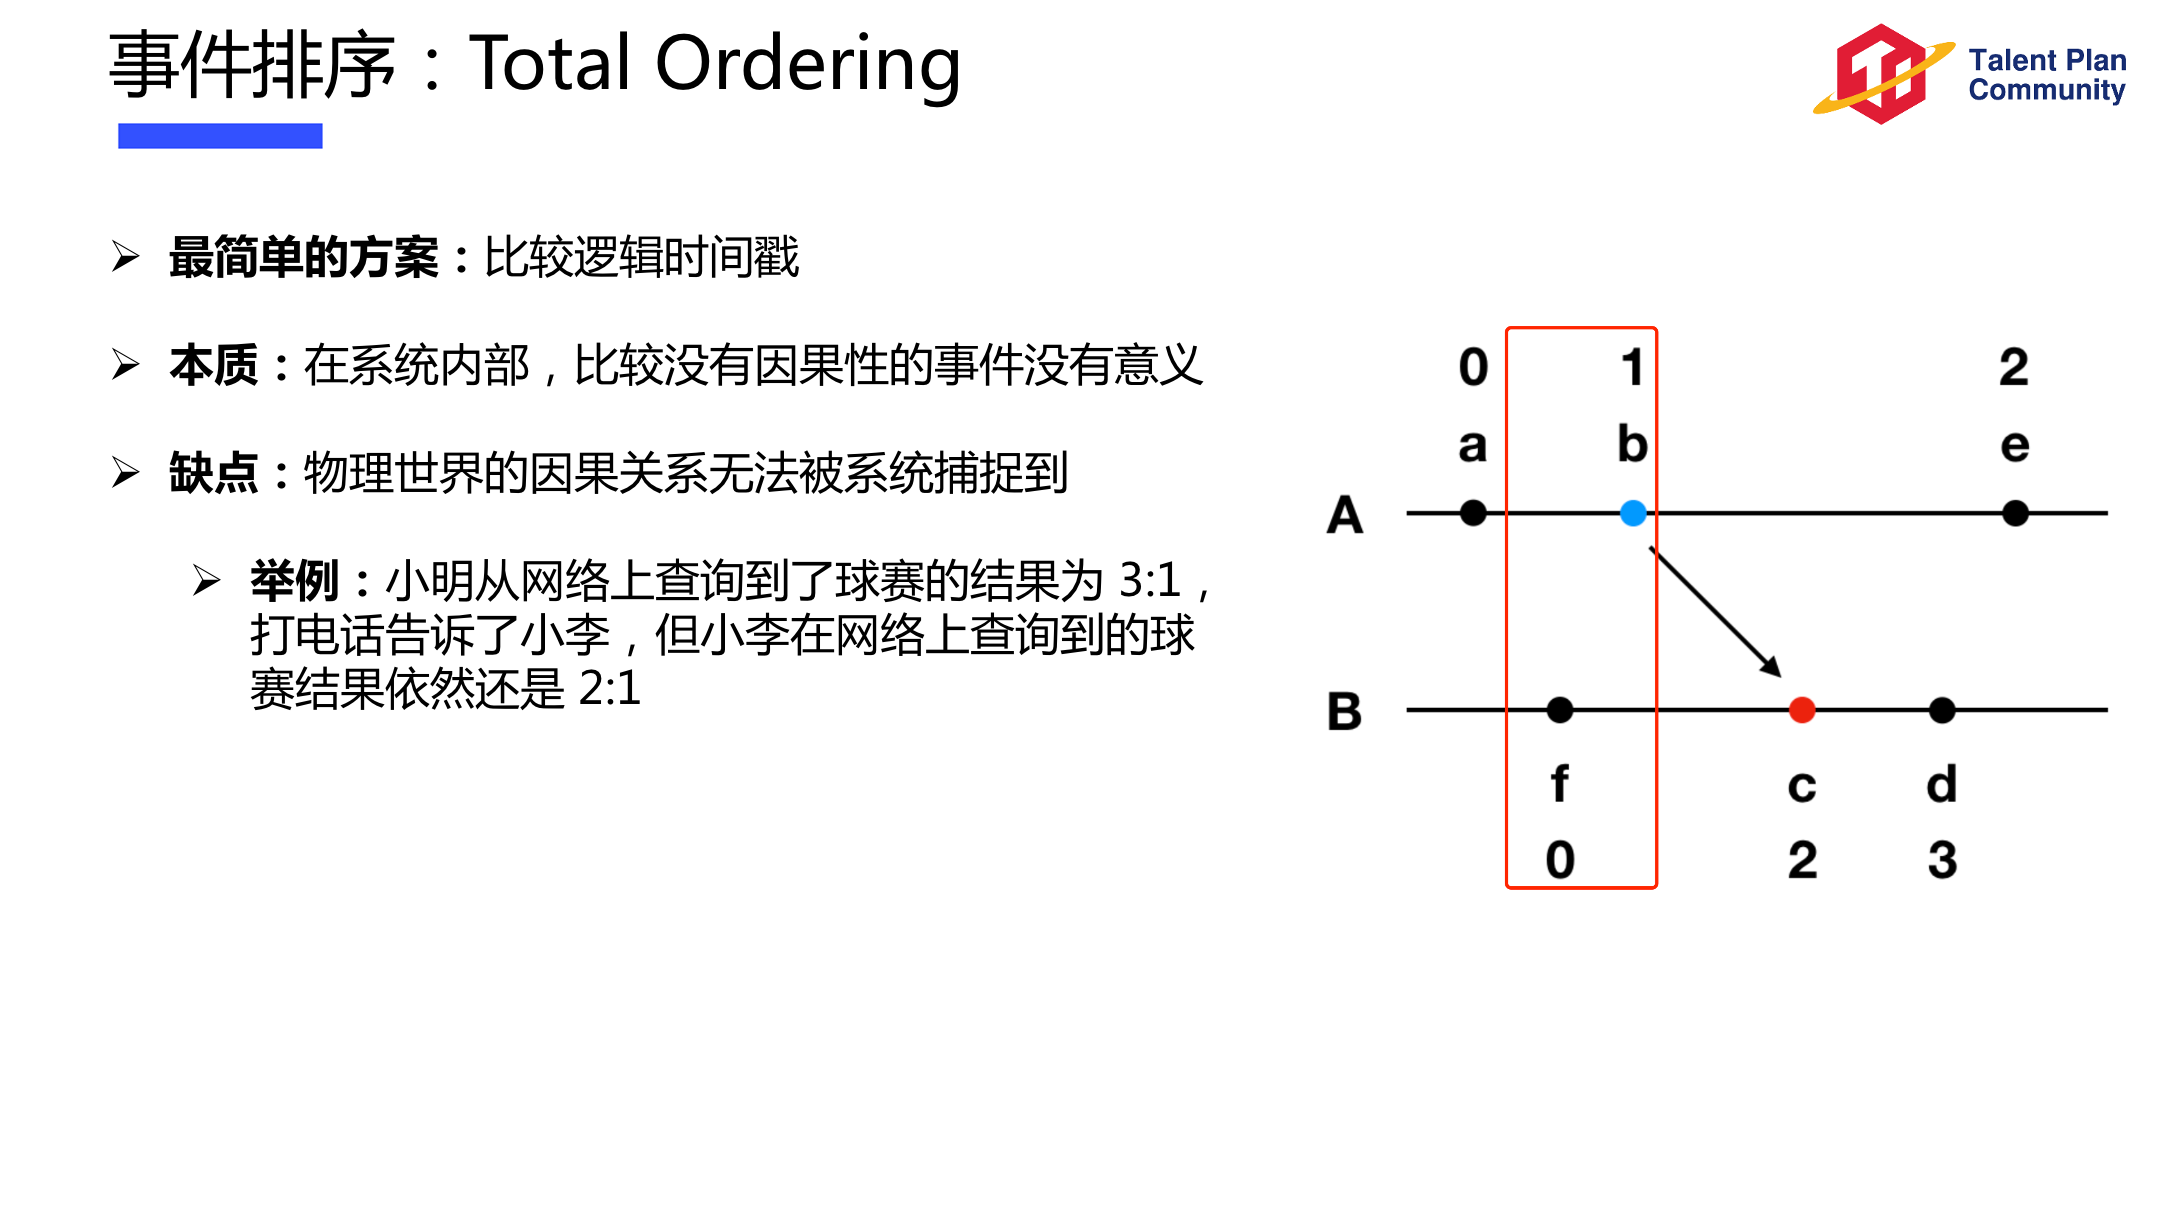 事件排序：Total Ordering
Talent Plan
Community
最简单的方案：比较逻辑时间戳
本质：在系统内部，比较没有因果性的事件没有意义
缺点：物理世界的因果关系无法被系统捕捉到
举例：小明从网络上查询到了球赛的结果为 3:1，
打电话告诉了小李，但小李在网络上查询到的球
赛结果依然还是 2:1
0 1 2
a b e
A
B
f c d
0 2 3